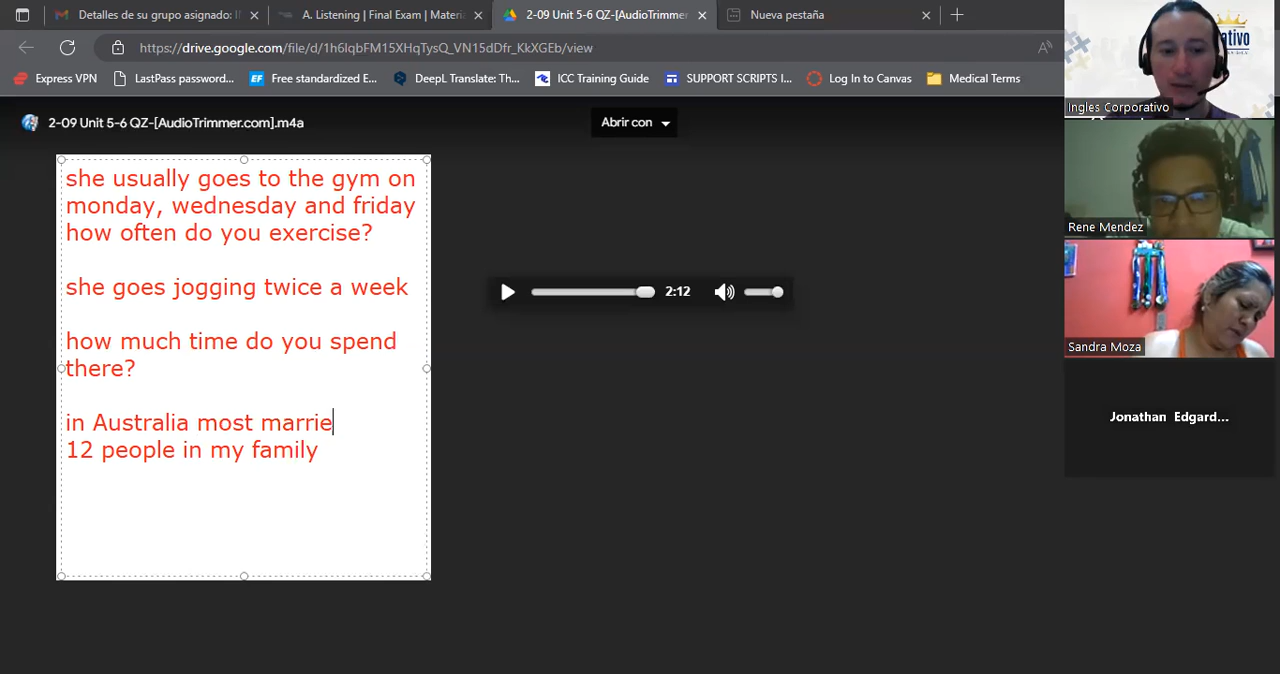 Detalles de su grupo asignado: II
A. Listening | Final Exam | Materia
2-09 Unit 5-6 QZ-[AudioTrimmer
Nueva pestaña
https://drive.google.com/file/d/1h6IqbFM15XHqTysQ_VN15dDfr_KkXGEb/view
Express VPN
LastPass password...
EF Free standardized E...
DeepL Translate: Th...
ICC Training Guide
SUPPORT SCRIPTS I...
Log In to Canvas
Medical Terms
2-09 Unit 5-6 QZ-[AudioTrimmer.com].m4a
Abrir con
she usually goes to the gym on
monday, wednesday and friday
how often do you exercise?
she goes jogging twice a week
how much time do you spend
there?
in Australia most marrie
12 people in my family
2:12
Ingles Corporativo
Rene Mendez
Sandra Moza
Jonathan Edgard...